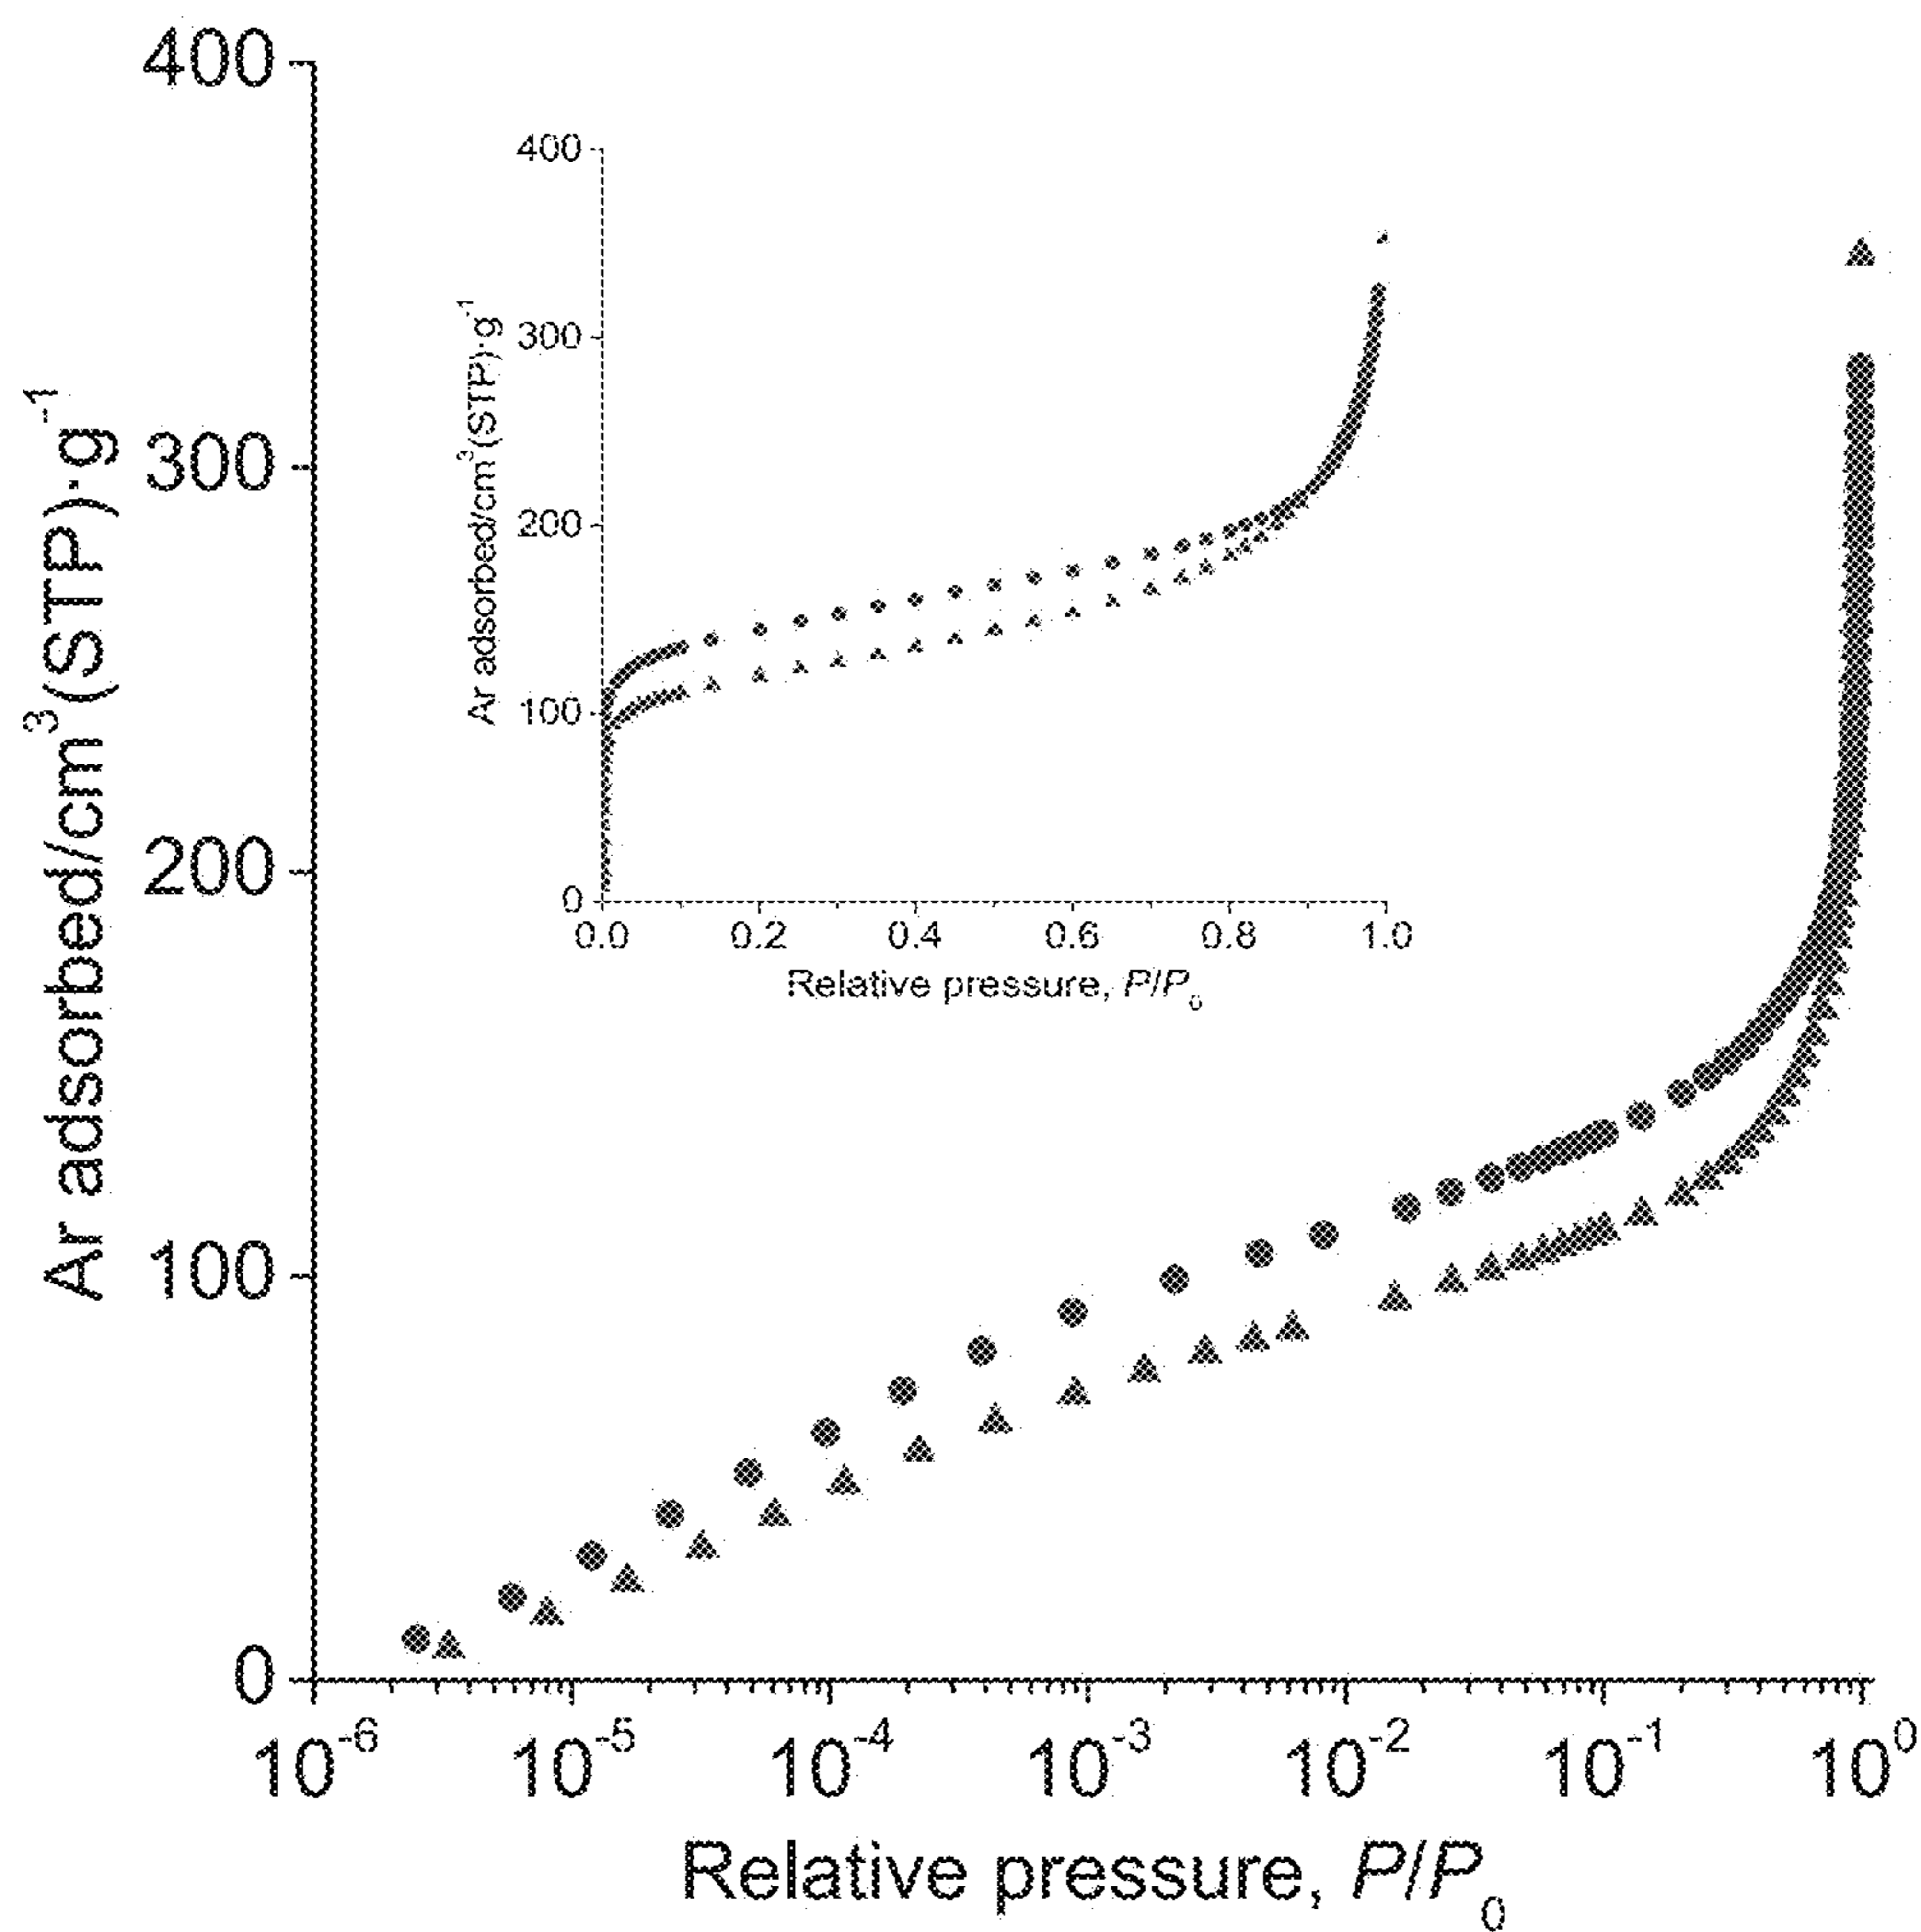 Ar adsorbed/cm³(STP)·g⁻¹
400
300
200
100
0
10⁻⁶ 10⁻⁵ 10⁻⁴ 10⁻³ 10⁻² 10⁻¹ 10⁰
Relative pressure, P/P₀
Ar adsorbed/cm³(STP)·g⁻¹
400
300
200
100
0
0.0 0.2 0.4 0.6 0.8 1.0
Relative pressure, P/P₀